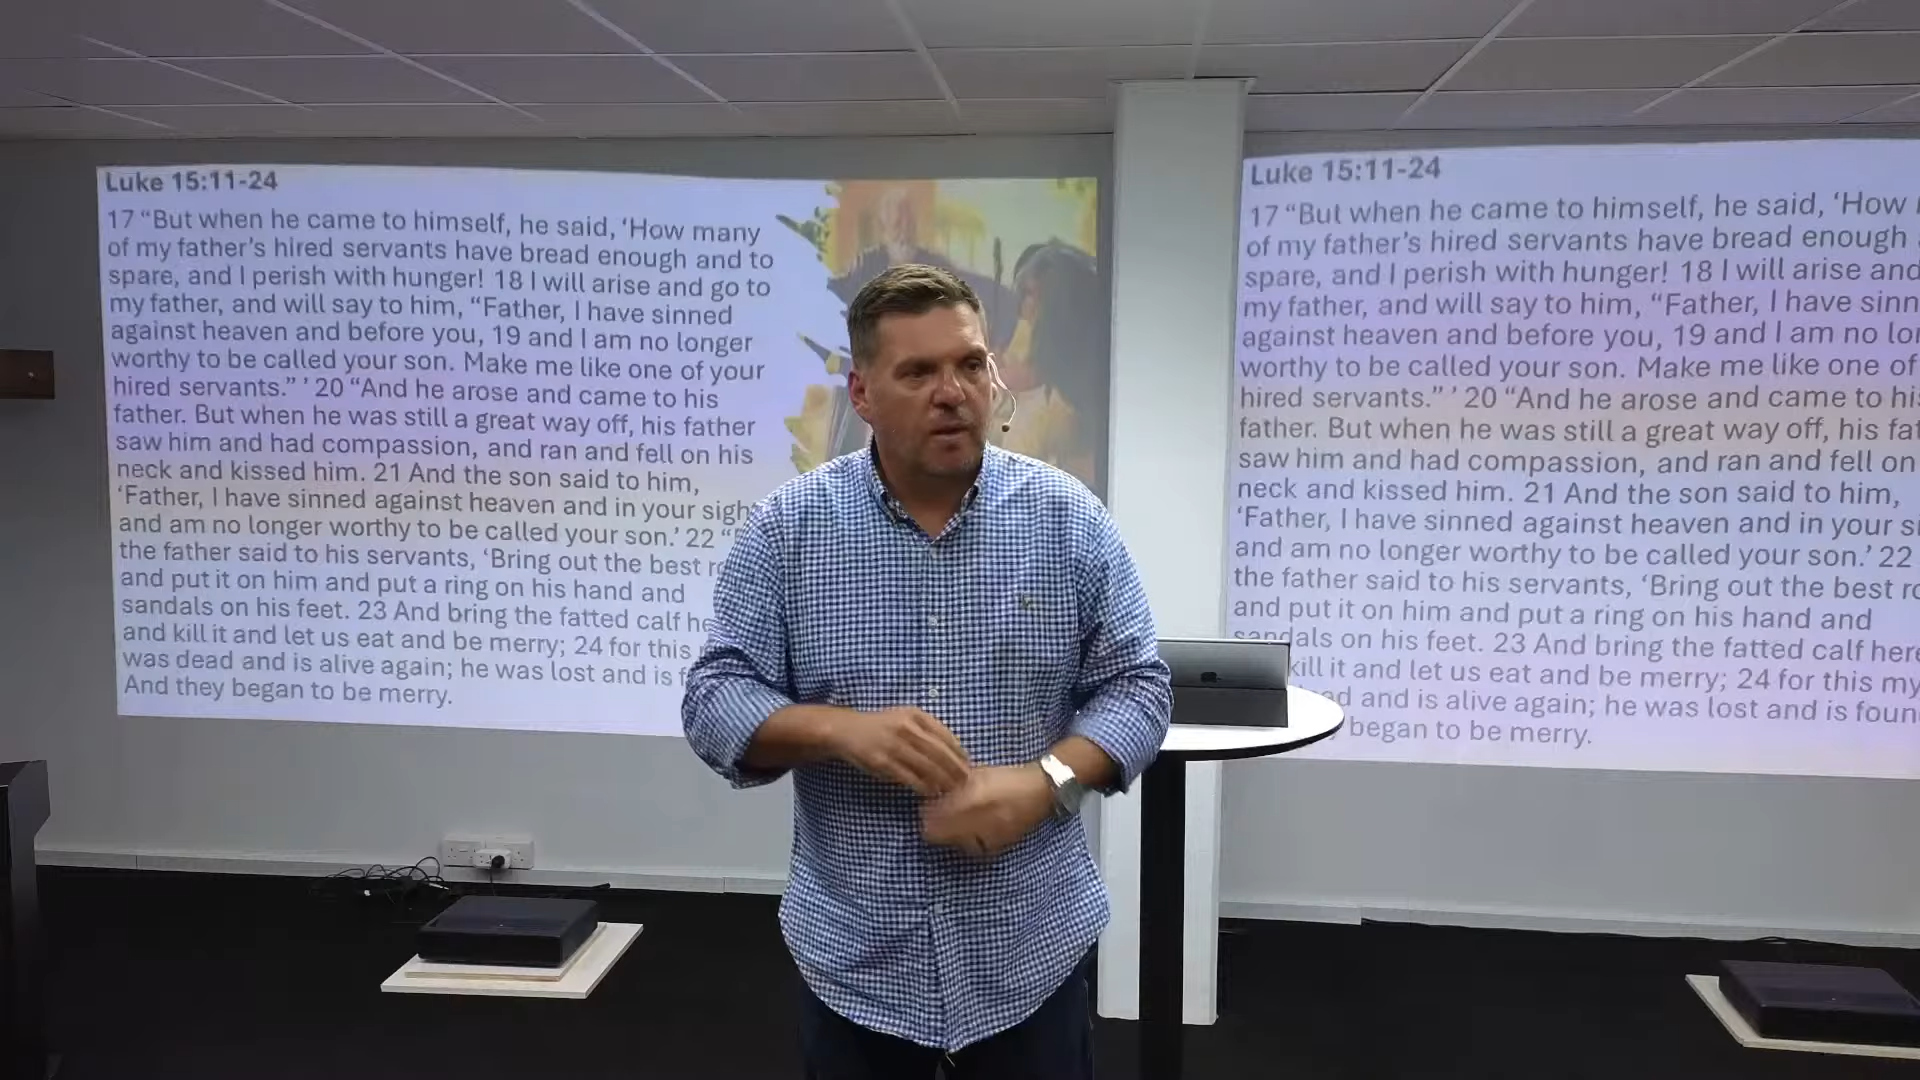 Luke 15:11-24
17 “But when he came to himself, he said, ‘How many
of my father’s hired servants have bread enough and to
spare, and I perish with hunger! 18 I will arise and go to
my father, and will say to him, “Father, I have sinned
against heaven and before you, 19 and I am no longer
worthy to be called your son. Make me like one of your
hired servants.” ’ 20 “And he arose and came to his
father. But when he was still a great way off, his father
saw him and had compassion, and ran and fell on his
neck and kissed him. 21 And the son said to him,
‘Father, I have sinned against heaven and in your sigh
and am no longer worthy to be called your son.’ 22 “
the father said to his servants, ‘Bring out the best
and put it on him and put a ring on his hand and
sandals on his feet. 23 And bring the fatted calf he
and kill it and let us eat and be merry; 24 for this
was dead and is alive again; he was lost and is
And they began to be merry.
Luke 15:11-24
17 “But when he came to himself, he said, ‘How
of my father’s hired servants have bread enough
spare, and I perish with hunger! 18 I will arise and
my father, and will say to him, “Father, I have sinn
against heaven and before you, 19 and I am no lo
worthy to be called your son. Make me like one of
hired servants.” ’ 20 “And he arose and came to hi
father. But when he was still a great way off, his fat
saw him and had compassion, and ran and fell on
neck and kissed him. 21 And the son said to him,
‘Father, I have sinned against heaven and in your s
and am no longer worthy to be called your son.’ 22
the father said to his servants, ‘Bring out the best ro
and put it on him and put a ring on his hand and
sandals on his feet. 23 And bring the fatted calf her
kill it and let us eat and be merry; 24 for this my
d and is alive again; he was lost and is foun
began to be merry.